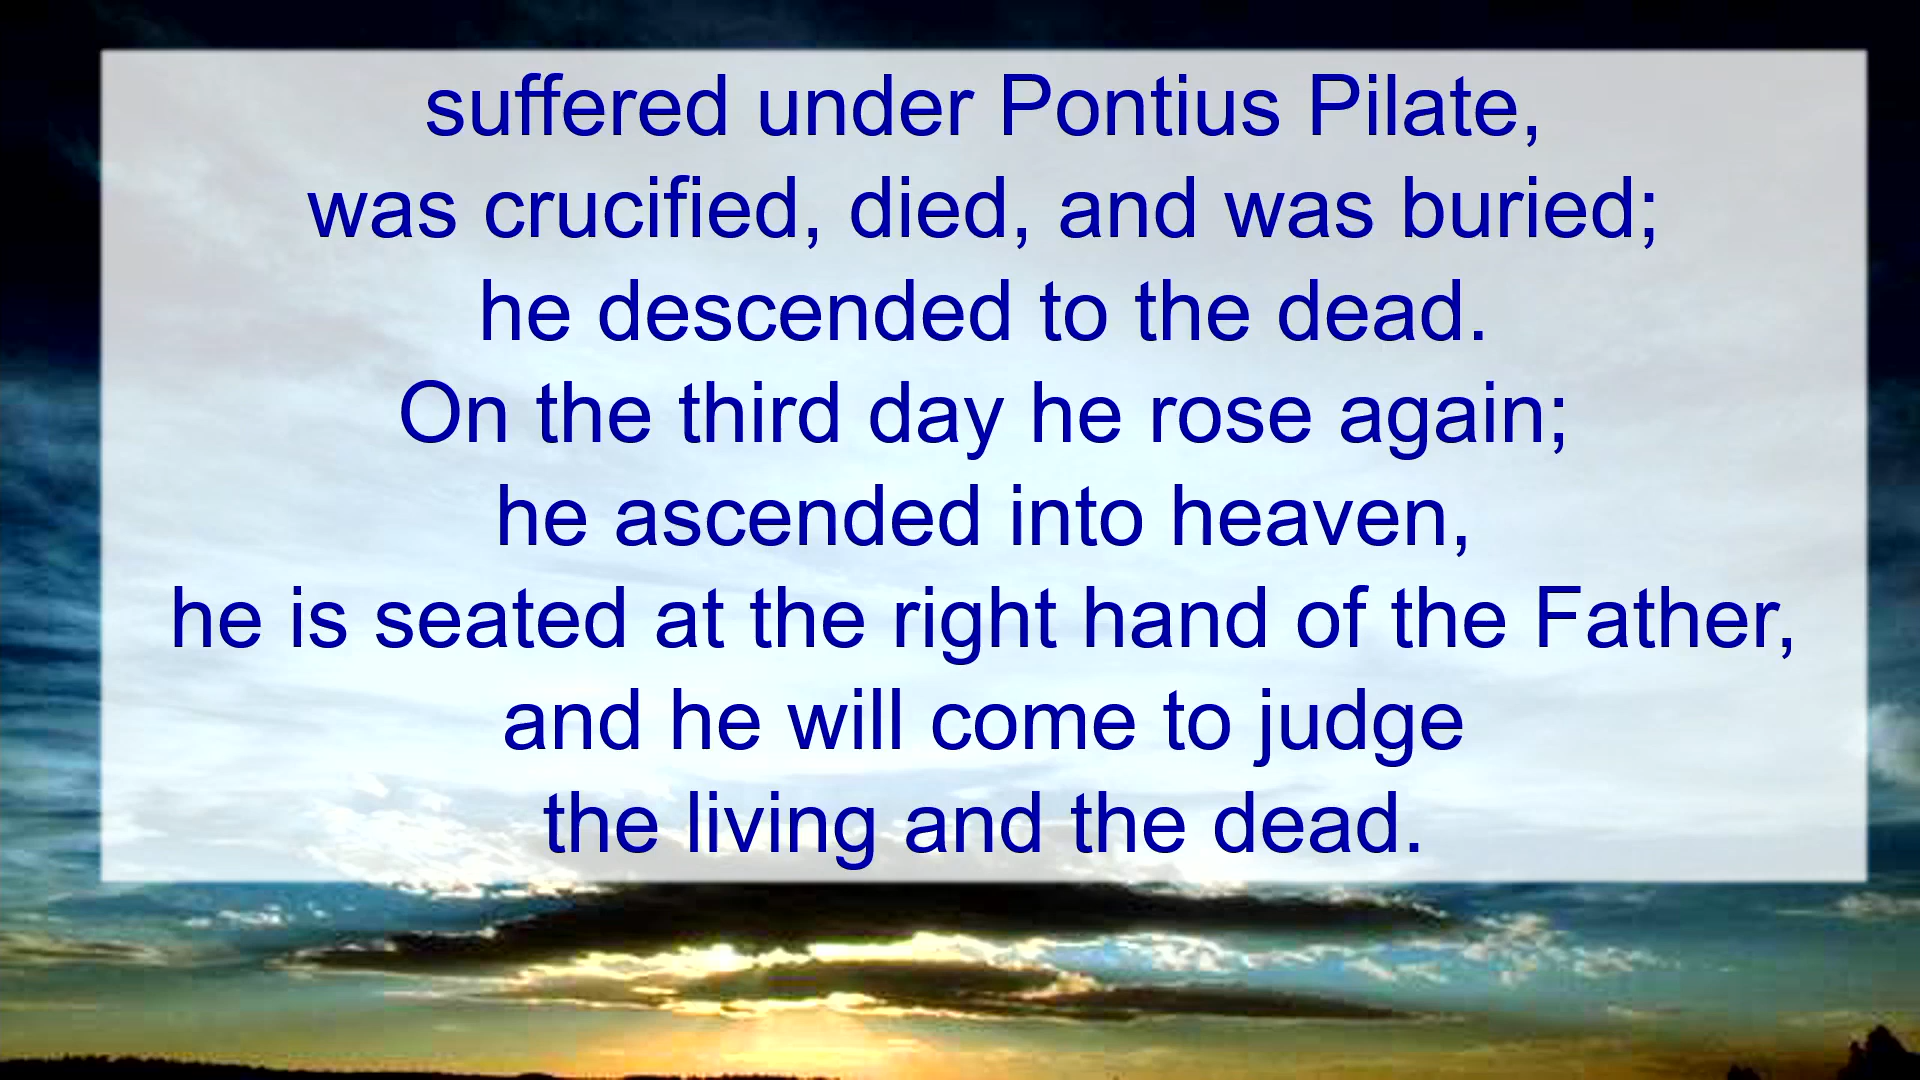 suffered under Pontius Pilate,
was crucified, died, and was buried;
he descended to the dead.
On the third day he rose again;
he ascended into heaven,
he is seated at the right hand of the Father,
and he will come to judge
the living and the dead.